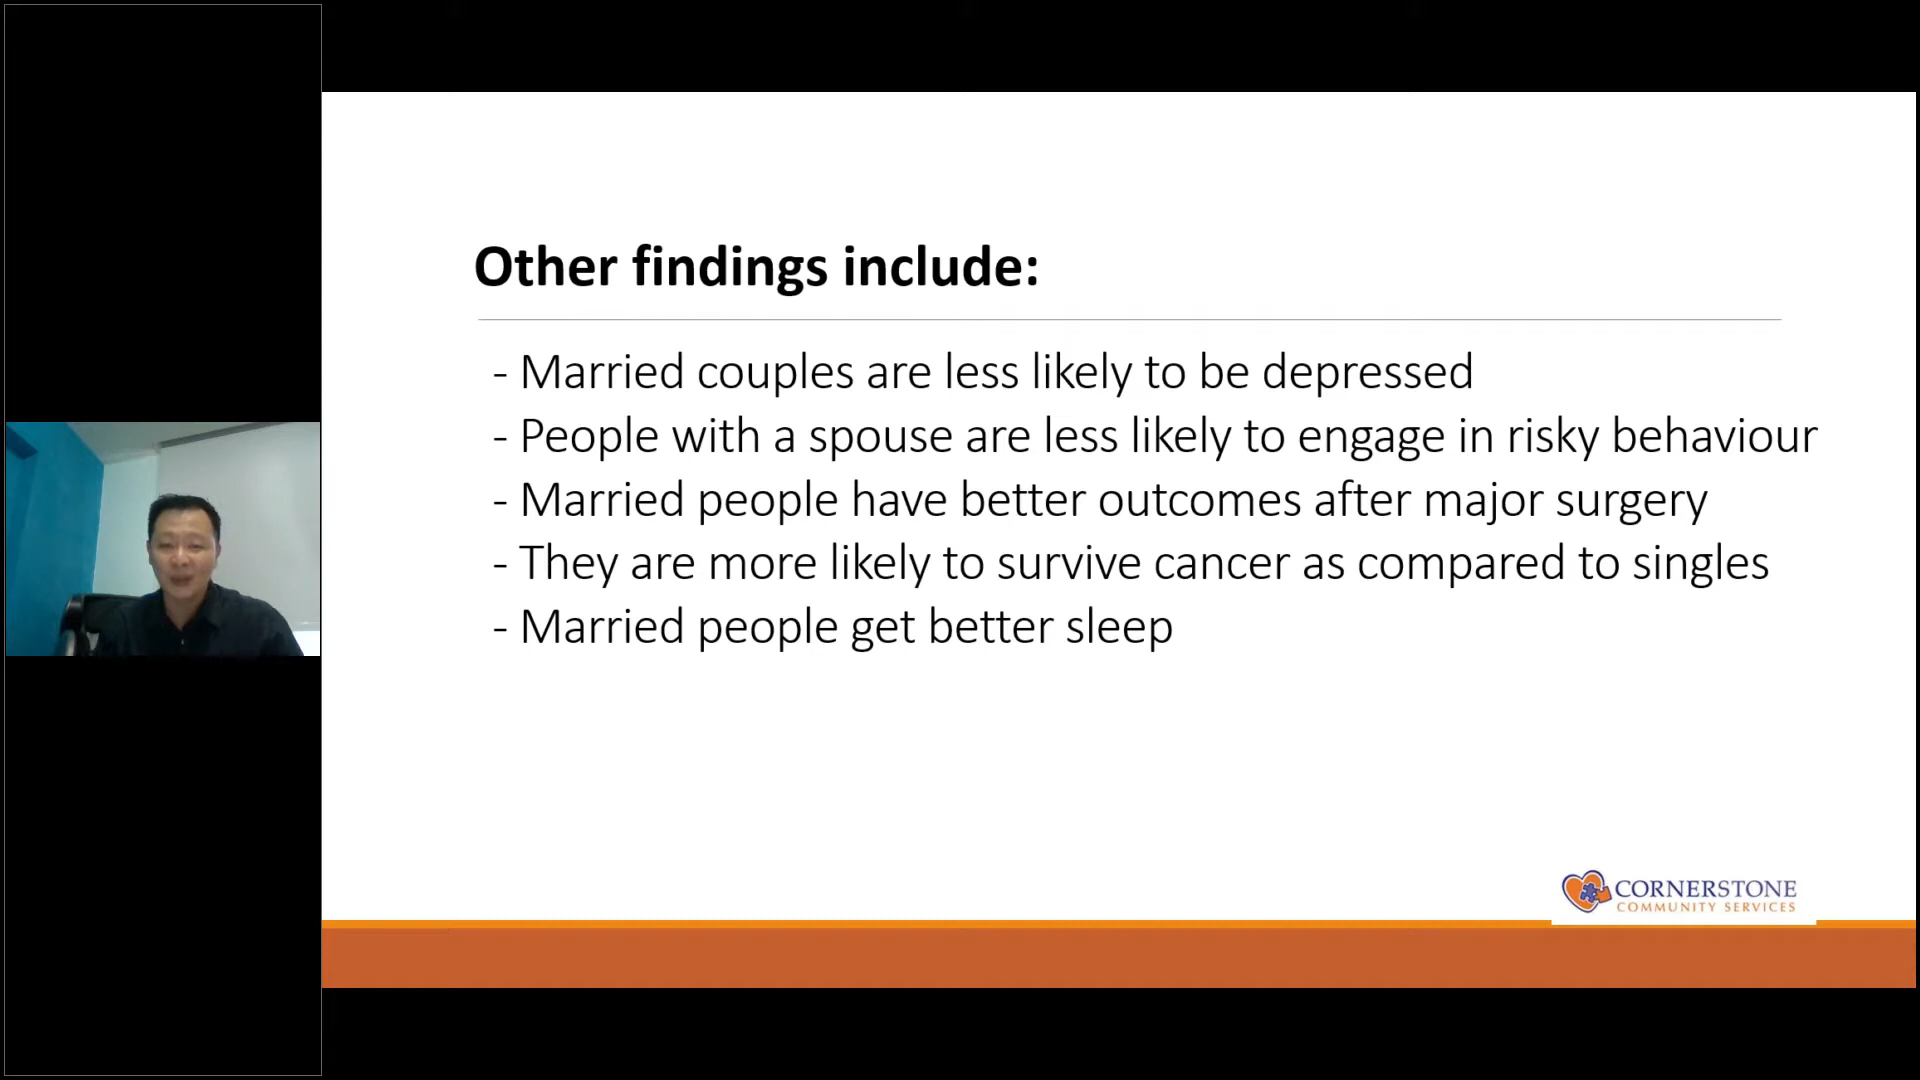 Other findings include:
- Married couples are less likely to be depressed
- People with a spouse are less likely to engage in risky behaviour
- Married people have better outcomes after major surgery
- They are more likely to survive cancer as compared to singles
- Married people get better sleep
CORNERSTONE
COMMUNITY SERVICES